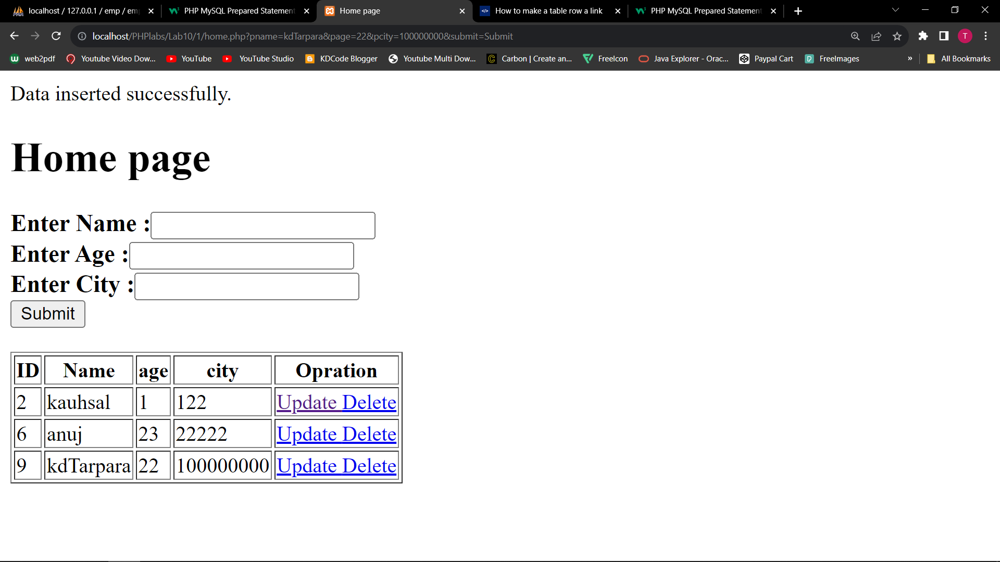 localhost / 127.0.0.1 / emp / em
PHP MySQL Prepared Statement
Home page
How to make a table row a link
PHP MySQL Prepared Statement
localhost/PHPlabs/Lab10/1/home.php?pname=kdTarpara&page=22&pcity=100000000&submit=Submit
T
web2pdf
Youtube Video Dow...
YouTube
YouTube Studio
KDCode Blogger
Youtube Multi Dow...
Carbon | Create an...
FreeIcon
Java Explorer - Orac...
Paypal Cart
FreeImages
»
All Bookmarks
Data inserted successfully.
Home page
Enter Name :
Enter Age :
Enter City :
Submit
ID Name age city Opration
2 kauhsal 1 122 Update Delete
6 anuj 23 22222 Update Delete
9 kdTarpara 22 100000000 Update Delete